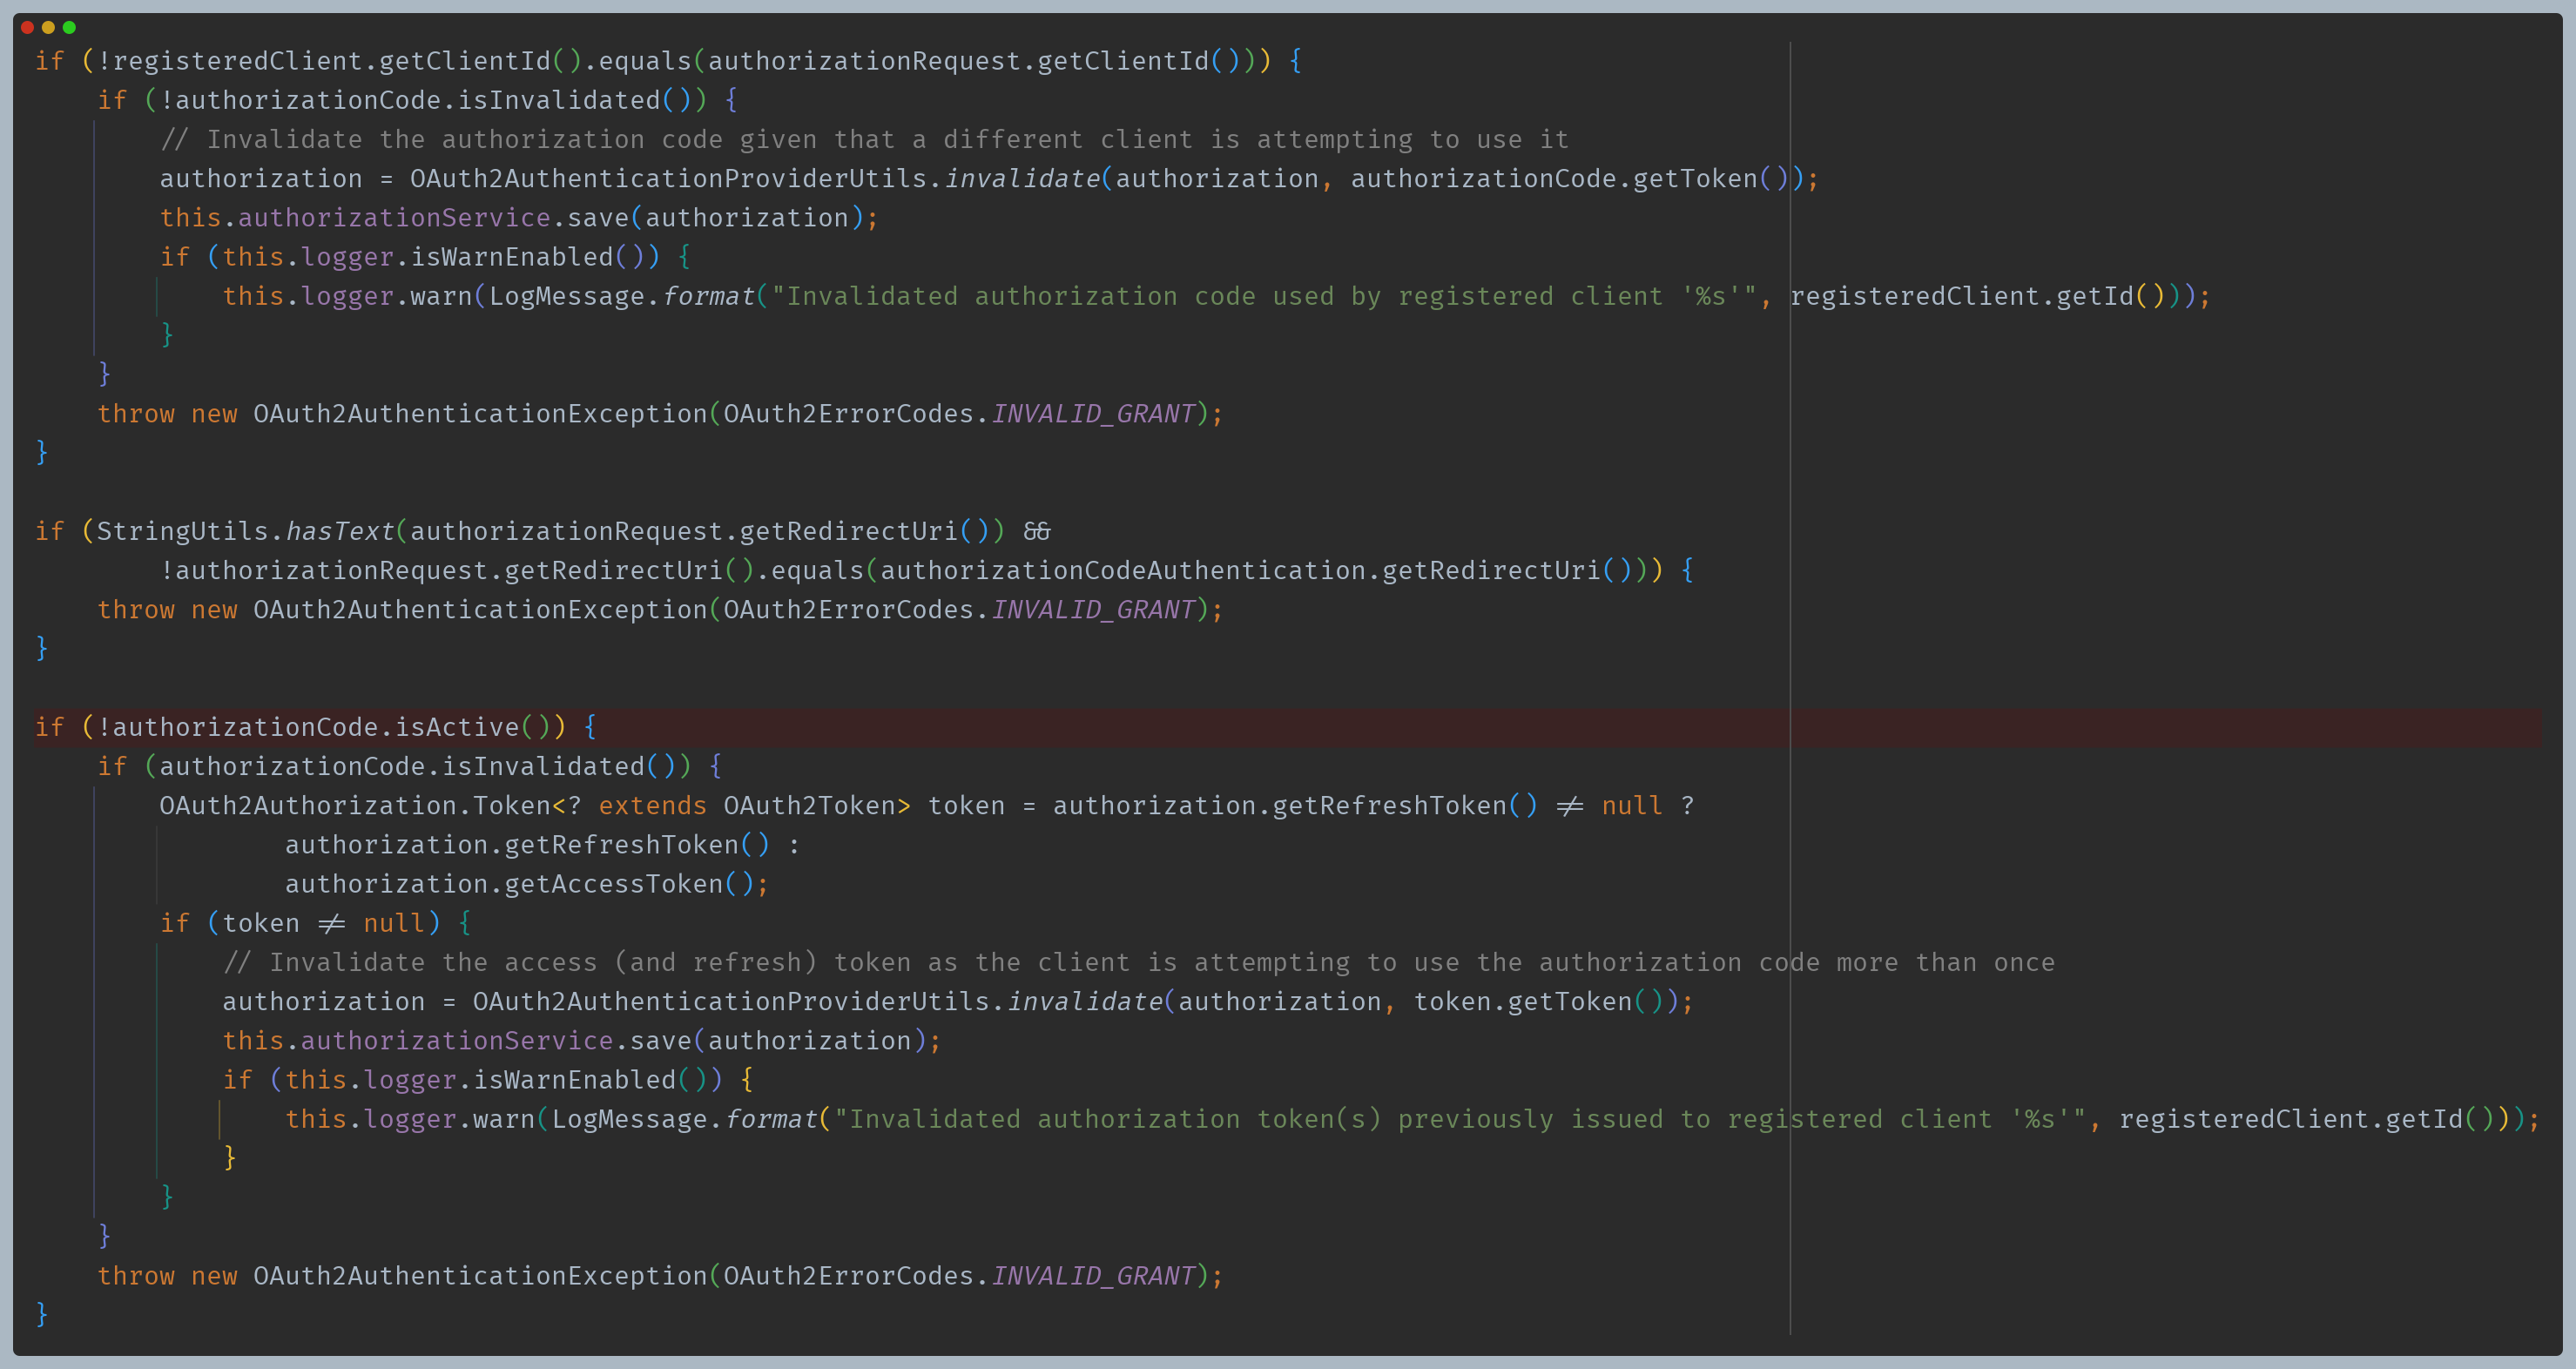 if (!registeredClient.getClientId().equals(authorizationRequest.getClientId())) {
    if (!authorizationCode.isInvalidated()) {
        // Invalidate the authorization code given that a different client is attempting to use it
        authorization = OAuth2AuthenticationProviderUtils.invalidate(authorization, authorizationCode.getToken());
        this.authorizationService.save(authorization);
        if (this.logger.isWarnEnabled()) {
            this.logger.warn(LogMessage.format("Invalidated authorization code used by registered client '%s'", registeredClient.getId()));
        }
    }
    throw new OAuth2AuthenticationException(OAuth2ErrorCodes.INVALID_GRANT);
}

if (StringUtils.hasText(authorizationRequest.getRedirectUri()) &&
        !authorizationRequest.getRedirectUri().equals(authorizationCodeAuthentication.getRedirectUri())) {
    throw new OAuth2AuthenticationException(OAuth2ErrorCodes.INVALID_GRANT);
}

if (!authorizationCode.isActive()) {
    if (authorizationCode.isInvalidated()) {
        OAuth2Authorization.Token<? extends OAuth2Token> token = authorization.getRefreshToken() != null ?
                authorization.getRefreshToken() :
                authorization.getAccessToken();
        if (token != null) {
            // Invalidate the access (and refresh) token as the client is attempting to use the authorization code more than once
            authorization = OAuth2AuthenticationProviderUtils.invalidate(authorization, token.getToken());
            this.authorizationService.save(authorization);
            if (this.logger.isWarnEnabled()) {
                this.logger.warn(LogMessage.format("Invalidated authorization token(s) previously issued to registered client '%s'", registeredClient.getId()));
            }
        }
    }
    throw new OAuth2AuthenticationException(OAuth2ErrorCodes.INVALID_GRANT);
}